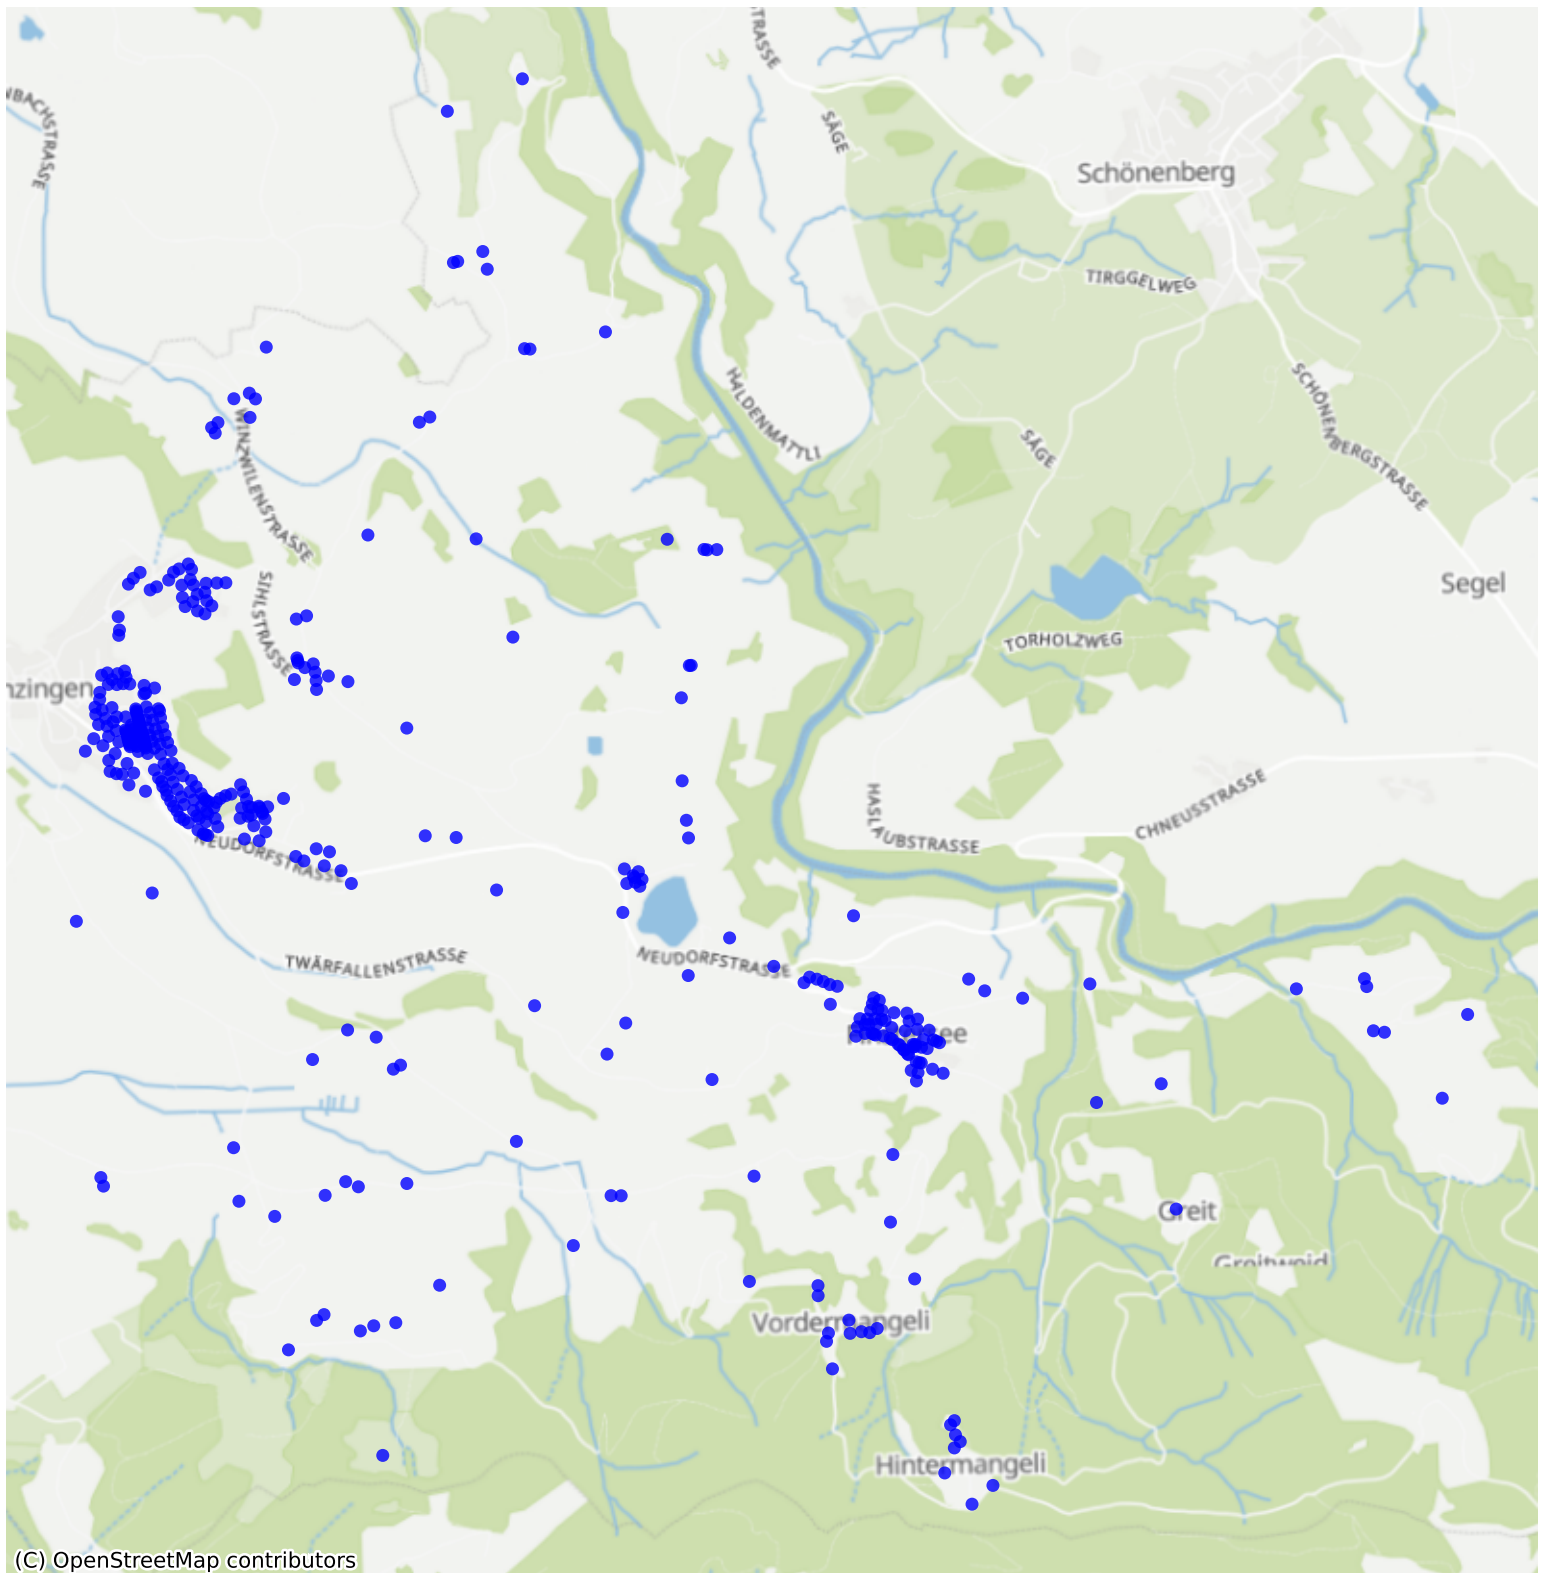 STRASSE
NBACHSTRASSE
SÄGE
Schönenberg
TIRGGELWEG
HALDENMATTLI
SCHÖNENBERGSTRASSE
WINZWILENSTRASSE
SÄGE
Segel
SIHLSTRASSE
TORHOLZWEG
nzingen
HASLAUBSTRASSE
CHNEUSSTRASSE
NEUDORFSTRASSE
TWÄRFALLENSTRASSE
NEUDORFSTRASSE
Greit
Vordermangeli
Hintermangeli
(C) OpenStreetMap contributors